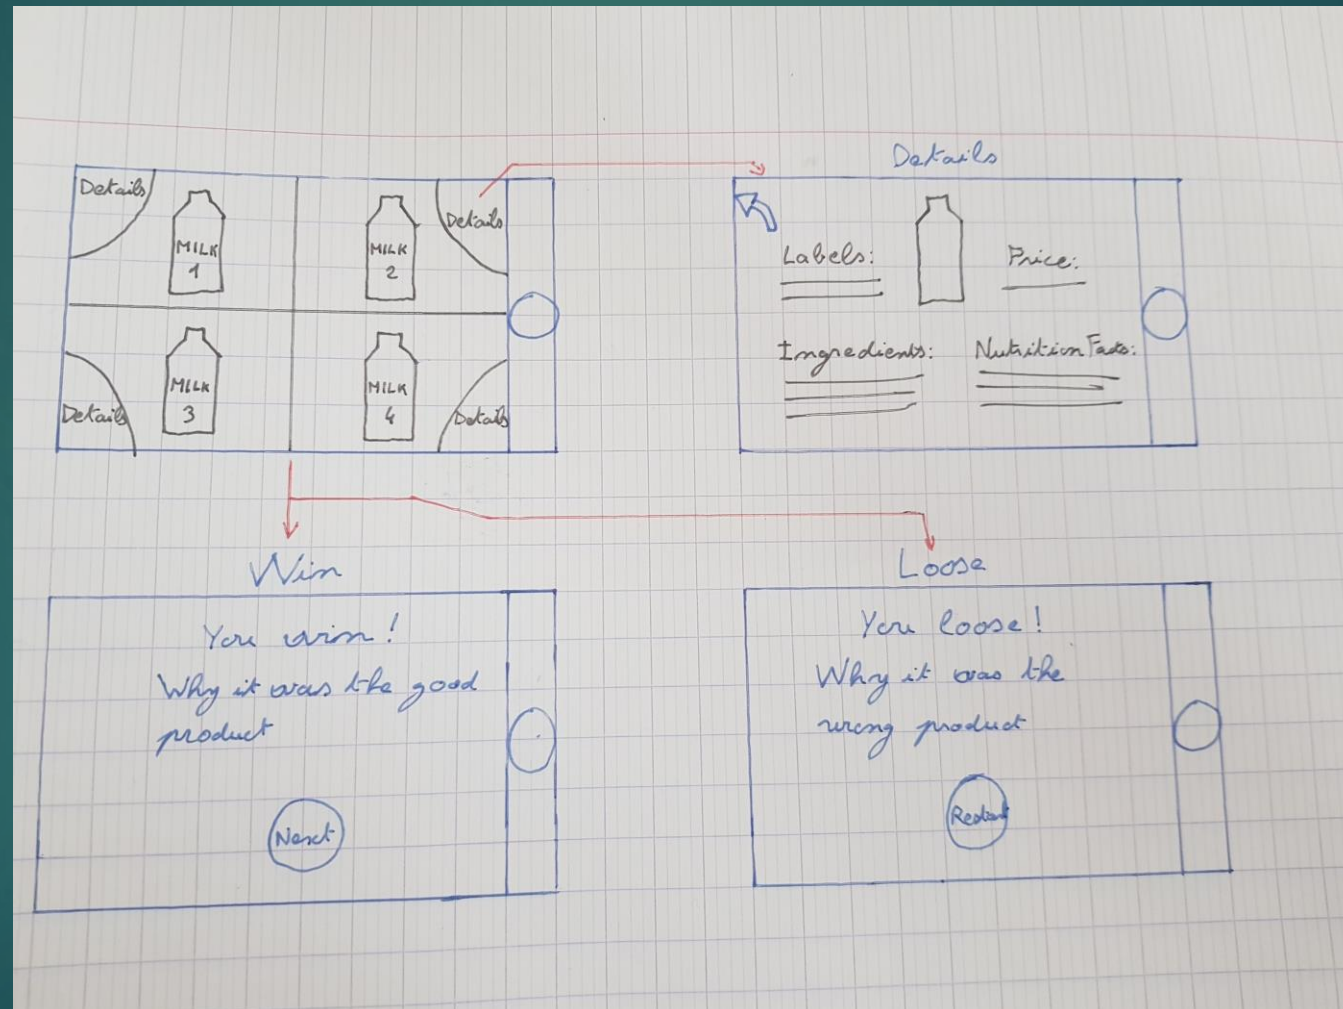 Details
MILK
1
MILK
2
Details
MILK
3
MILK
4
Details
Details
Details
Labels:
Price:
Ingredients:
Nutrition Facts:
Win
You win!
Why it was the good
product
Next
Loose
You loose!
Why it was the
wrong product